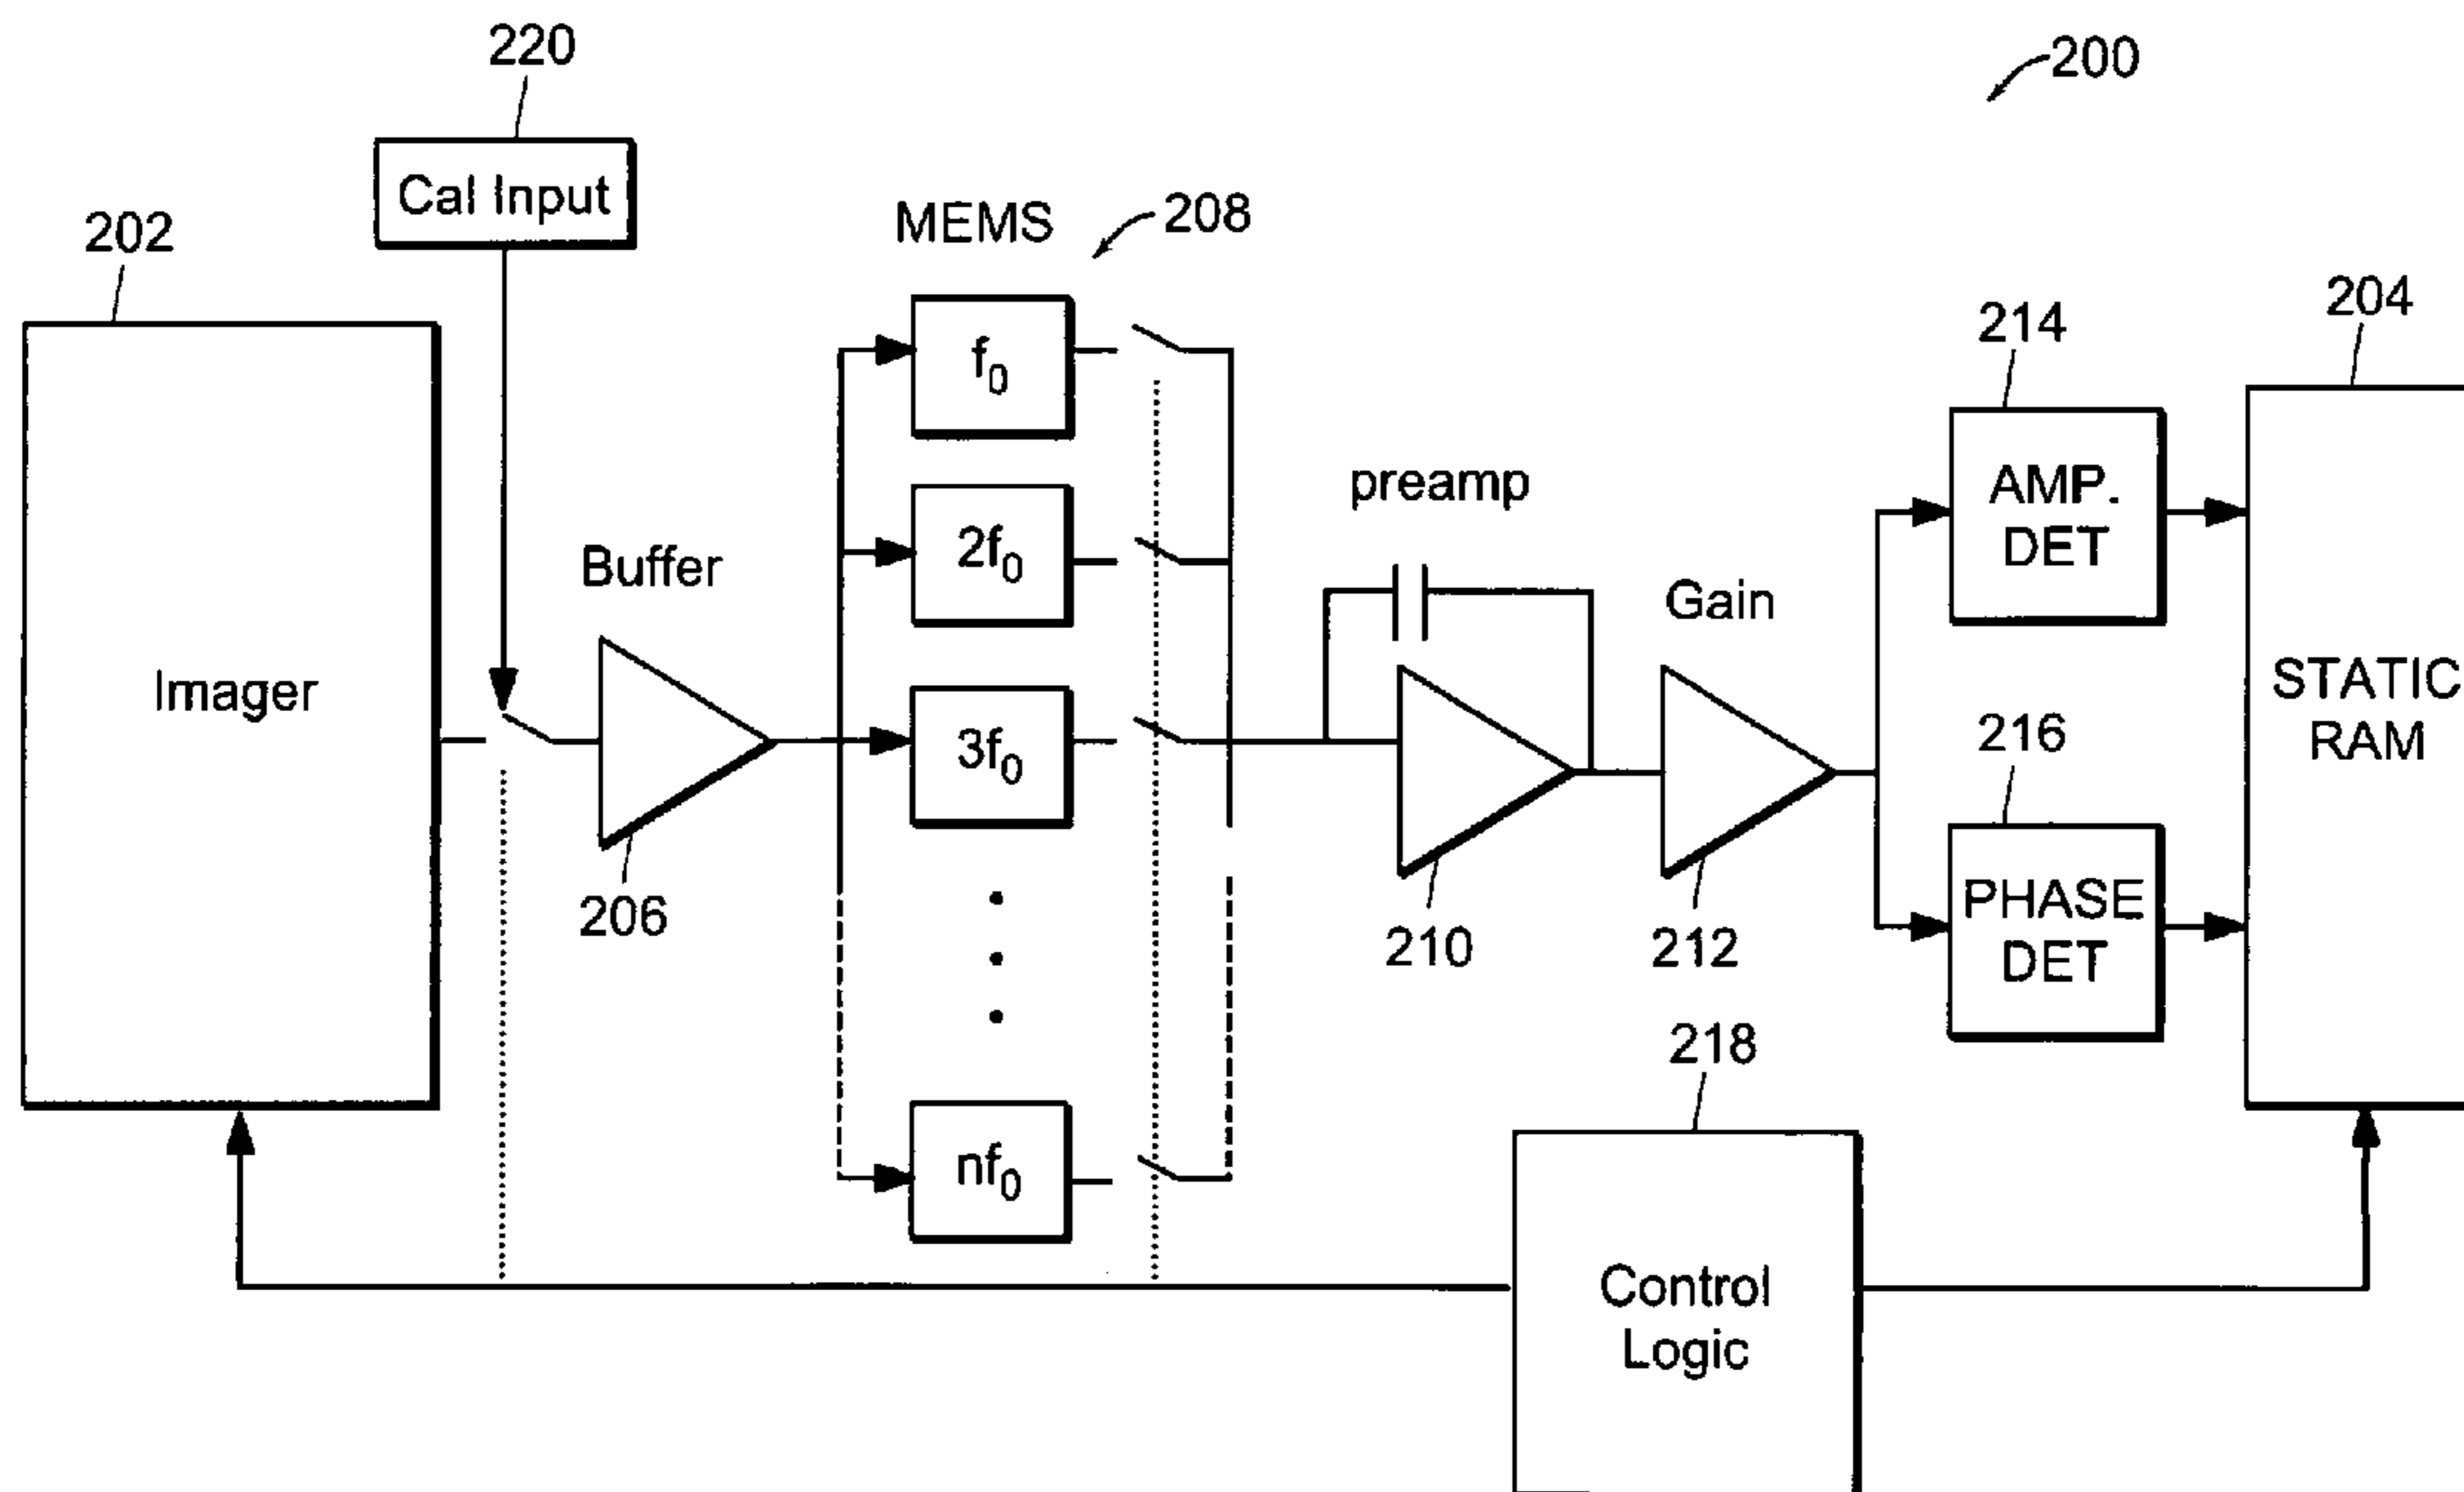 220
200
Cal Input
202
MEMS
208
f₀
214
204
2f₀
preamp
AMP.
DET
Buffer
Gain
Imager
3f₀
STATIC
RAM
216
206
210
212
PHASE
DET
218
nf₀
Control
Logic